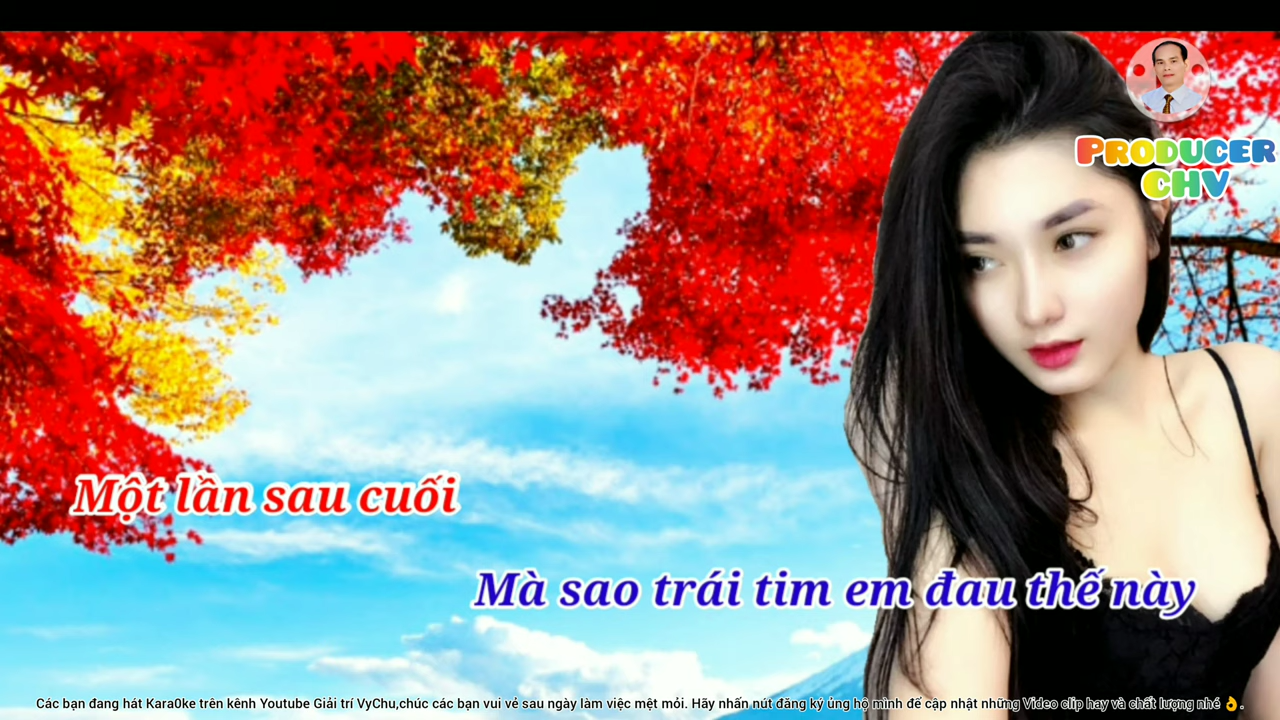 PRODUCER
CHV
Một lần sau cuối
Mà sao trái tim em đau thế này
Các bạn đang hát Kara0ke trên kênh Youtube Giải trí VyChu,chúc các bạn vui vẻ sau ngày làm việc mệt mỏi. Hãy nhấn nút đăng ký ủng hộ mình để cập nhật những Video clip hay và chất lượng nhé 👌.